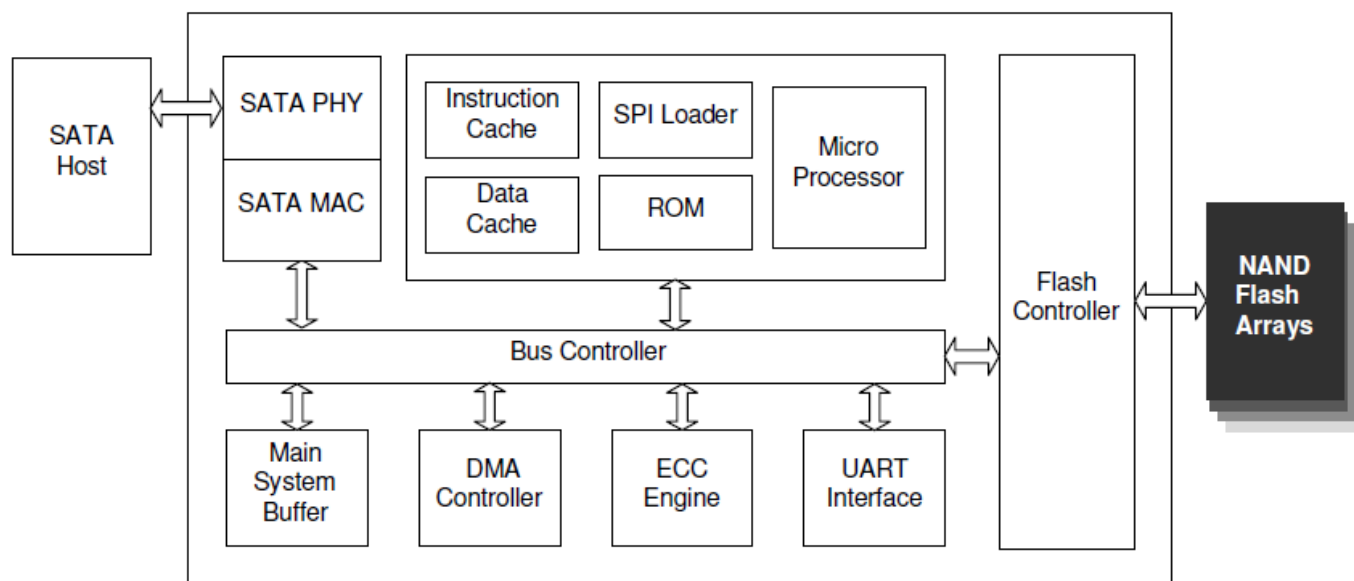 SATA
Host
SATA PHY
SATA MAC
Instruction
Cache
Data
Cache
SPI Loader
ROM
Micro
Processor
Flash
Controller
NAND
Flash
Arrays
Bus Controller
Main
System
Buffer
DMA
Controller
ECC
Engine
UART
Interface